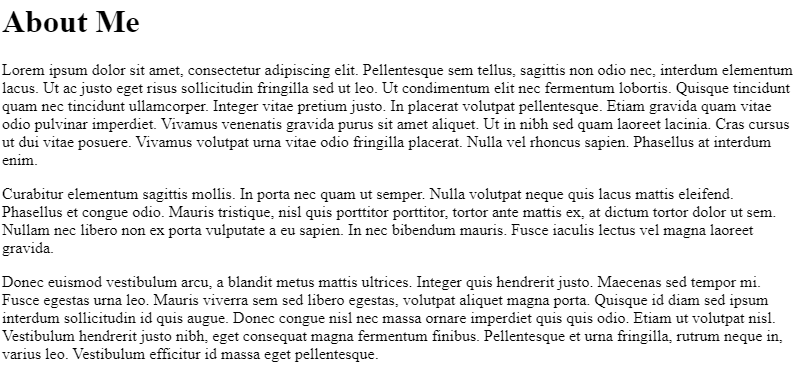 About Me
Lorem ipsum dolor sit amet, consectetur adipiscing elit. Pellentesque sem tellus, sagittis non odio nec, interdum elementum
lacus. Ut ac justo eget risus sollicitudin fringilla sed ut leo. Ut condimentum elit nec fermentum lobortis. Quisque tincidunt
quam nec tincidunt ullamcorper. Integer vitae pretium justo. In placerat volutpat pellentesque. Etiam gravida quam vitae
odio pulvinar imperdiet. Vivamus venenatis gravida purus sit amet aliquet. Ut in nibh sed quam laoreet lacinia. Cras cursus
ut dui vitae posuere. Vivamus volutpat urna vitae odio fringilla placerat. Nulla vel rhoncus sapien. Phasellus at interdum
enim.
Curabitur elementum sagittis mollis. In porta nec quam ut semper. Nulla volutpat neque quis lacus mattis eleifend.
Phasellus et congue odio. Mauris tristique, nisl quis porttitor porttitor, tortor ante mattis ex, at dictum tortor dolor ut sem.
Nullam nec libero non ex porta vulputate a eu sapien. In nec bibendum mauris. Fusce iaculis lectus vel magna laoreet
gravida.
Donec euismod vestibulum arcu, a blandit metus mattis ultrices. Integer quis hendrerit justo. Maecenas sed tempor mi.
Fusce egestas urna leo. Mauris viverra sem sed libero egestas, volutpat aliquet magna porta. Quisque id diam sed ipsum
interdum sollicitudin id quis augue. Donec congue nisl nec massa ornare imperdiet quis quis odio. Etiam ut volutpat nisl.
Vestibulum hendrerit justo nibh, eget consequat magna fermentum finibus. Pellentesque et urna fringilla, rutrum neque in,
varius leo. Vestibulum efficitur id massa eget pellentesque.